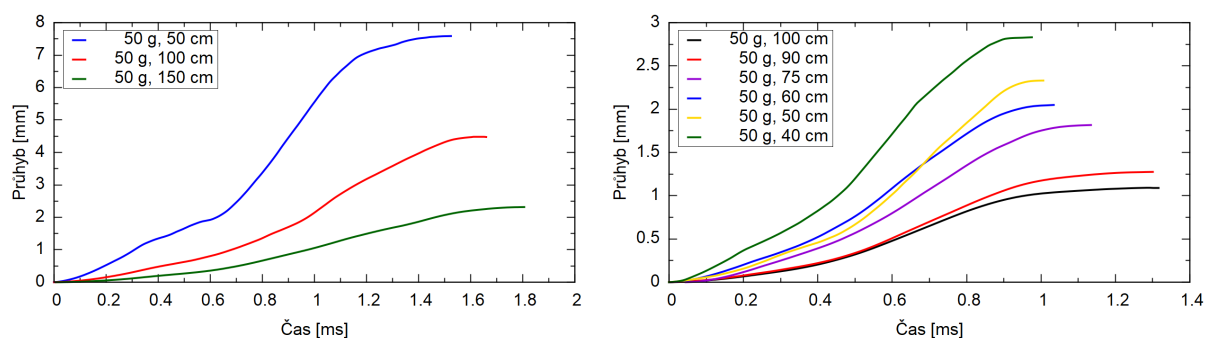 8
7
6
5
4
3
2
1
0
Průhyb [mm]
50 g, 50 cm
50 g, 100 cm
50 g, 150 cm
0 0.2 0.4 0.6 0.8 1 1.2 1.4 1.6 1.8 2
Čas [ms]
3
2.5
2
1.5
1
0.5
0
Průhyb [mm]
50 g, 100 cm
50 g, 90 cm
50 g, 75 cm
50 g, 60 cm
50 g, 50 cm
50 g, 40 cm
0 0.2 0.4 0.6 0.8 1 1.2 1.4
Čas [ms]